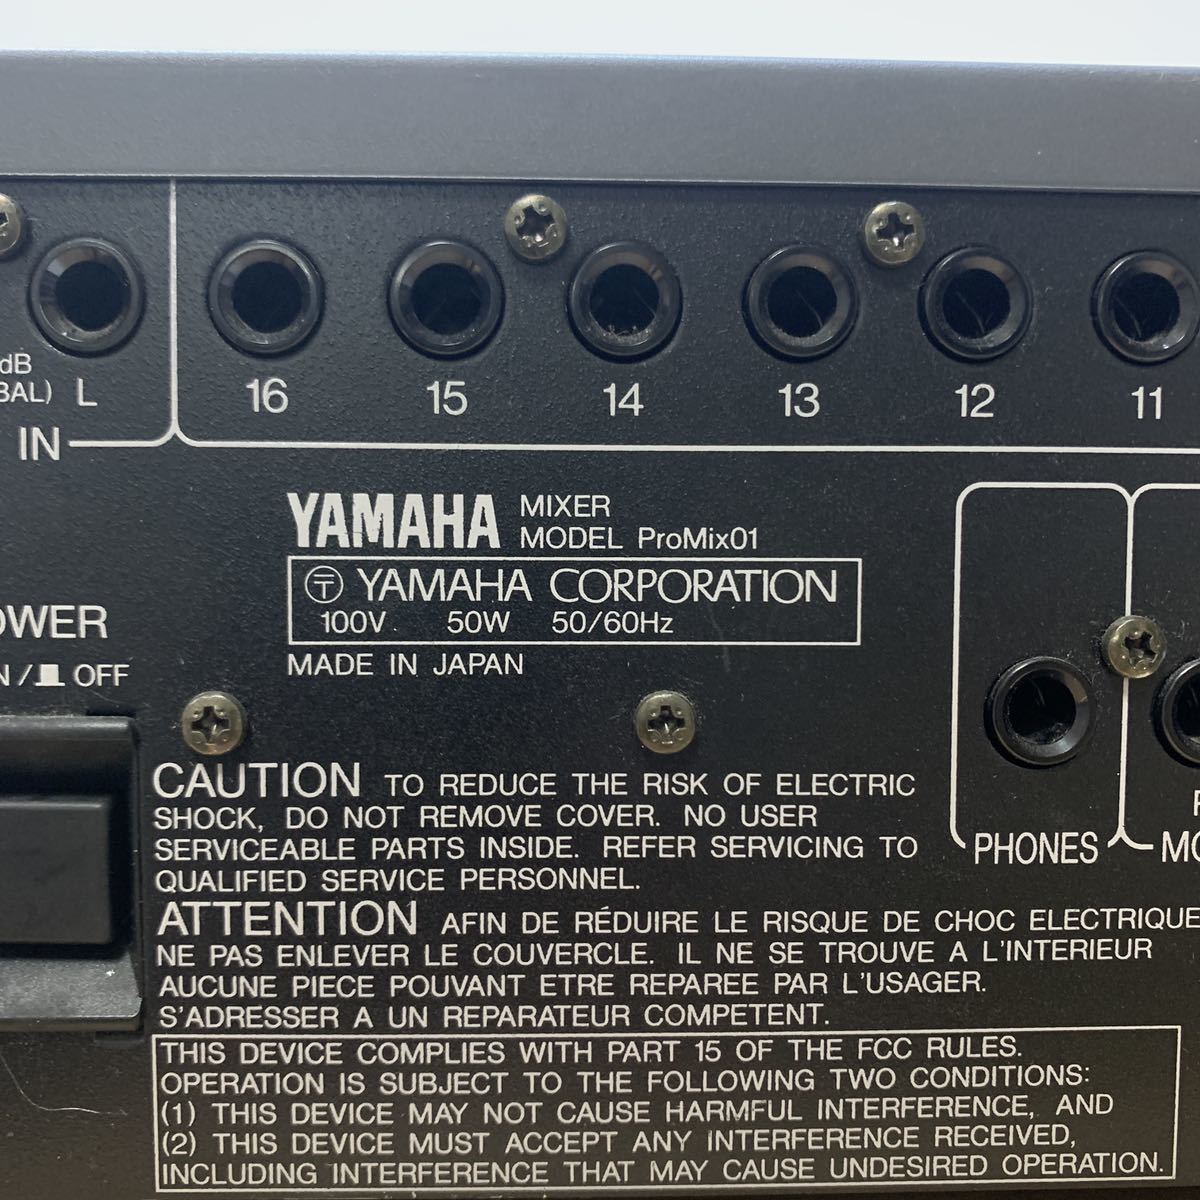 dB
BAL) L
IN
16 15 14 13 12 11
YAMAHA MIXER
MODEL ProMix01
〒 YAMAHA CORPORATION
100V 50W 50/60Hz
MADE IN JAPAN
OFF
PHONES
CAUTION TO REDUCE THE RISK OF ELECTRIC
SHOCK, DO NOT REMOVE COVER. NO USER
SERVICEABLE PARTS INSIDE. REFER SERVICING TO
QUALIFIED SERVICE PERSONNEL.
ATTENTION AFIN DE RÉDUIRE LE RISQUE DE CHOC ELECTRIQUE
NE PAS ENLEVER LE COUVERCLE. IL NE SE TROUVE A L'INTERIEUR
AUCUNE PIECE POUVANT ETRE REPAREE PAR L'USAGER.
S'ADRESSER A UN REPARATEUR COMPETENT.
THIS DEVICE COMPLIES WITH PART 15 OF THE FCC RULES.
OPERATION IS SUBJECT TO THE FOLLOWING TWO CONDITIONS:
(1) THIS DEVICE MAY NOT CAUSE HARMFUL INTERFERENCE, AND
(2) THIS DEVICE MUST ACCEPT ANY INTERFERENCE RECEIVED,
INCLUDING INTERFERENCE THAT MAY CAUSE UNDESIRED OPERATION.